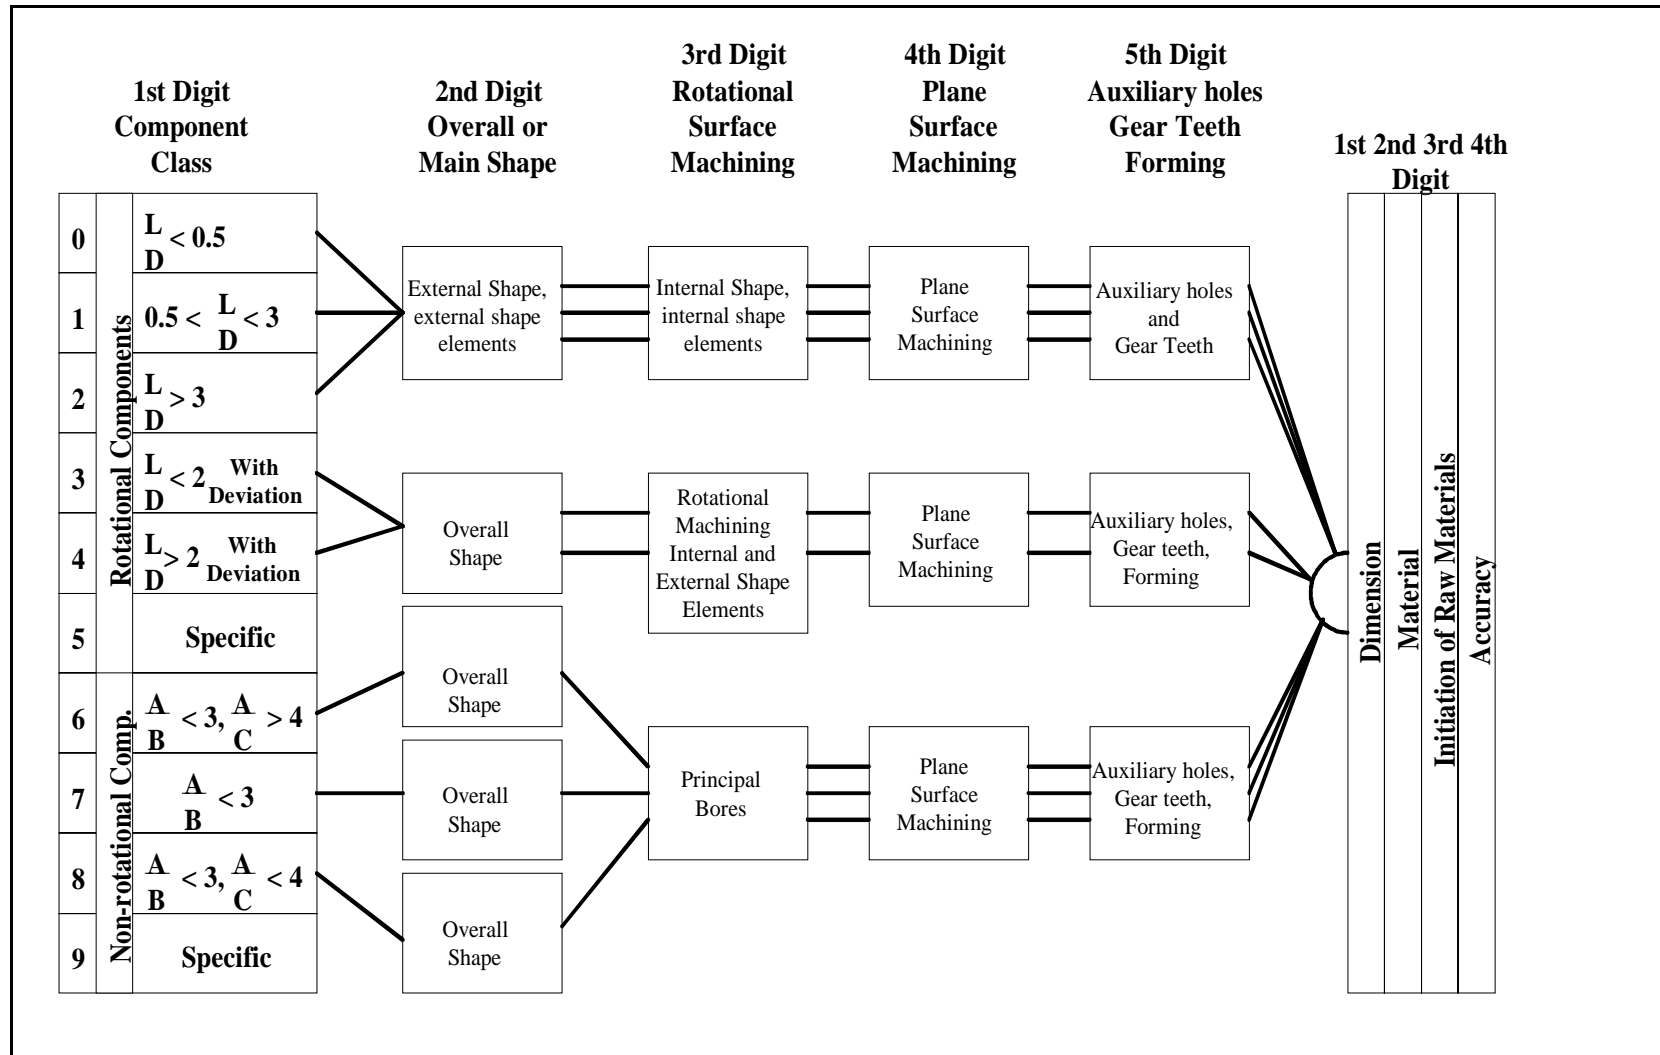 1st Digit
Component
Class
2nd Digit
Overall or
Main Shape
3rd Digit
Rotational
Surface
Machining
4th Digit
Plane
Surface
Machining
5th Digit
Auxiliary holes
Gear Teeth
Forming
1st 2nd 3rd 4th
Digit
Rotational Components
0
L
D < 0.5
1
0.5 < L
D < 3
2
L
D > 3
3
L
D < 2 With
Deviation
4
L
D > 2 With
Deviation
5
Specific
Non-rotational Comp.
6
A
B < 3, A
C > 4
7
A
B < 3
8
A
B < 3, A
C < 4
9
Specific
External Shape,
external shape
elements
Internal Shape,
internal shape
elements
Plane
Surface
Machining
Auxiliary holes
and
Gear Teeth
Overall
Shape
Rotational
Machining
Internal and
External Shape
Elements
Plane
Surface
Machining
Auxiliary holes,
Gear teeth,
Forming
Overall
Shape
Overall
Shape
Overall
Shape
Principal
Bores
Plane
Surface
Machining
Auxiliary holes,
Gear teeth,
Forming
Dimension
Material
Initiation of Raw Materials
Accuracy